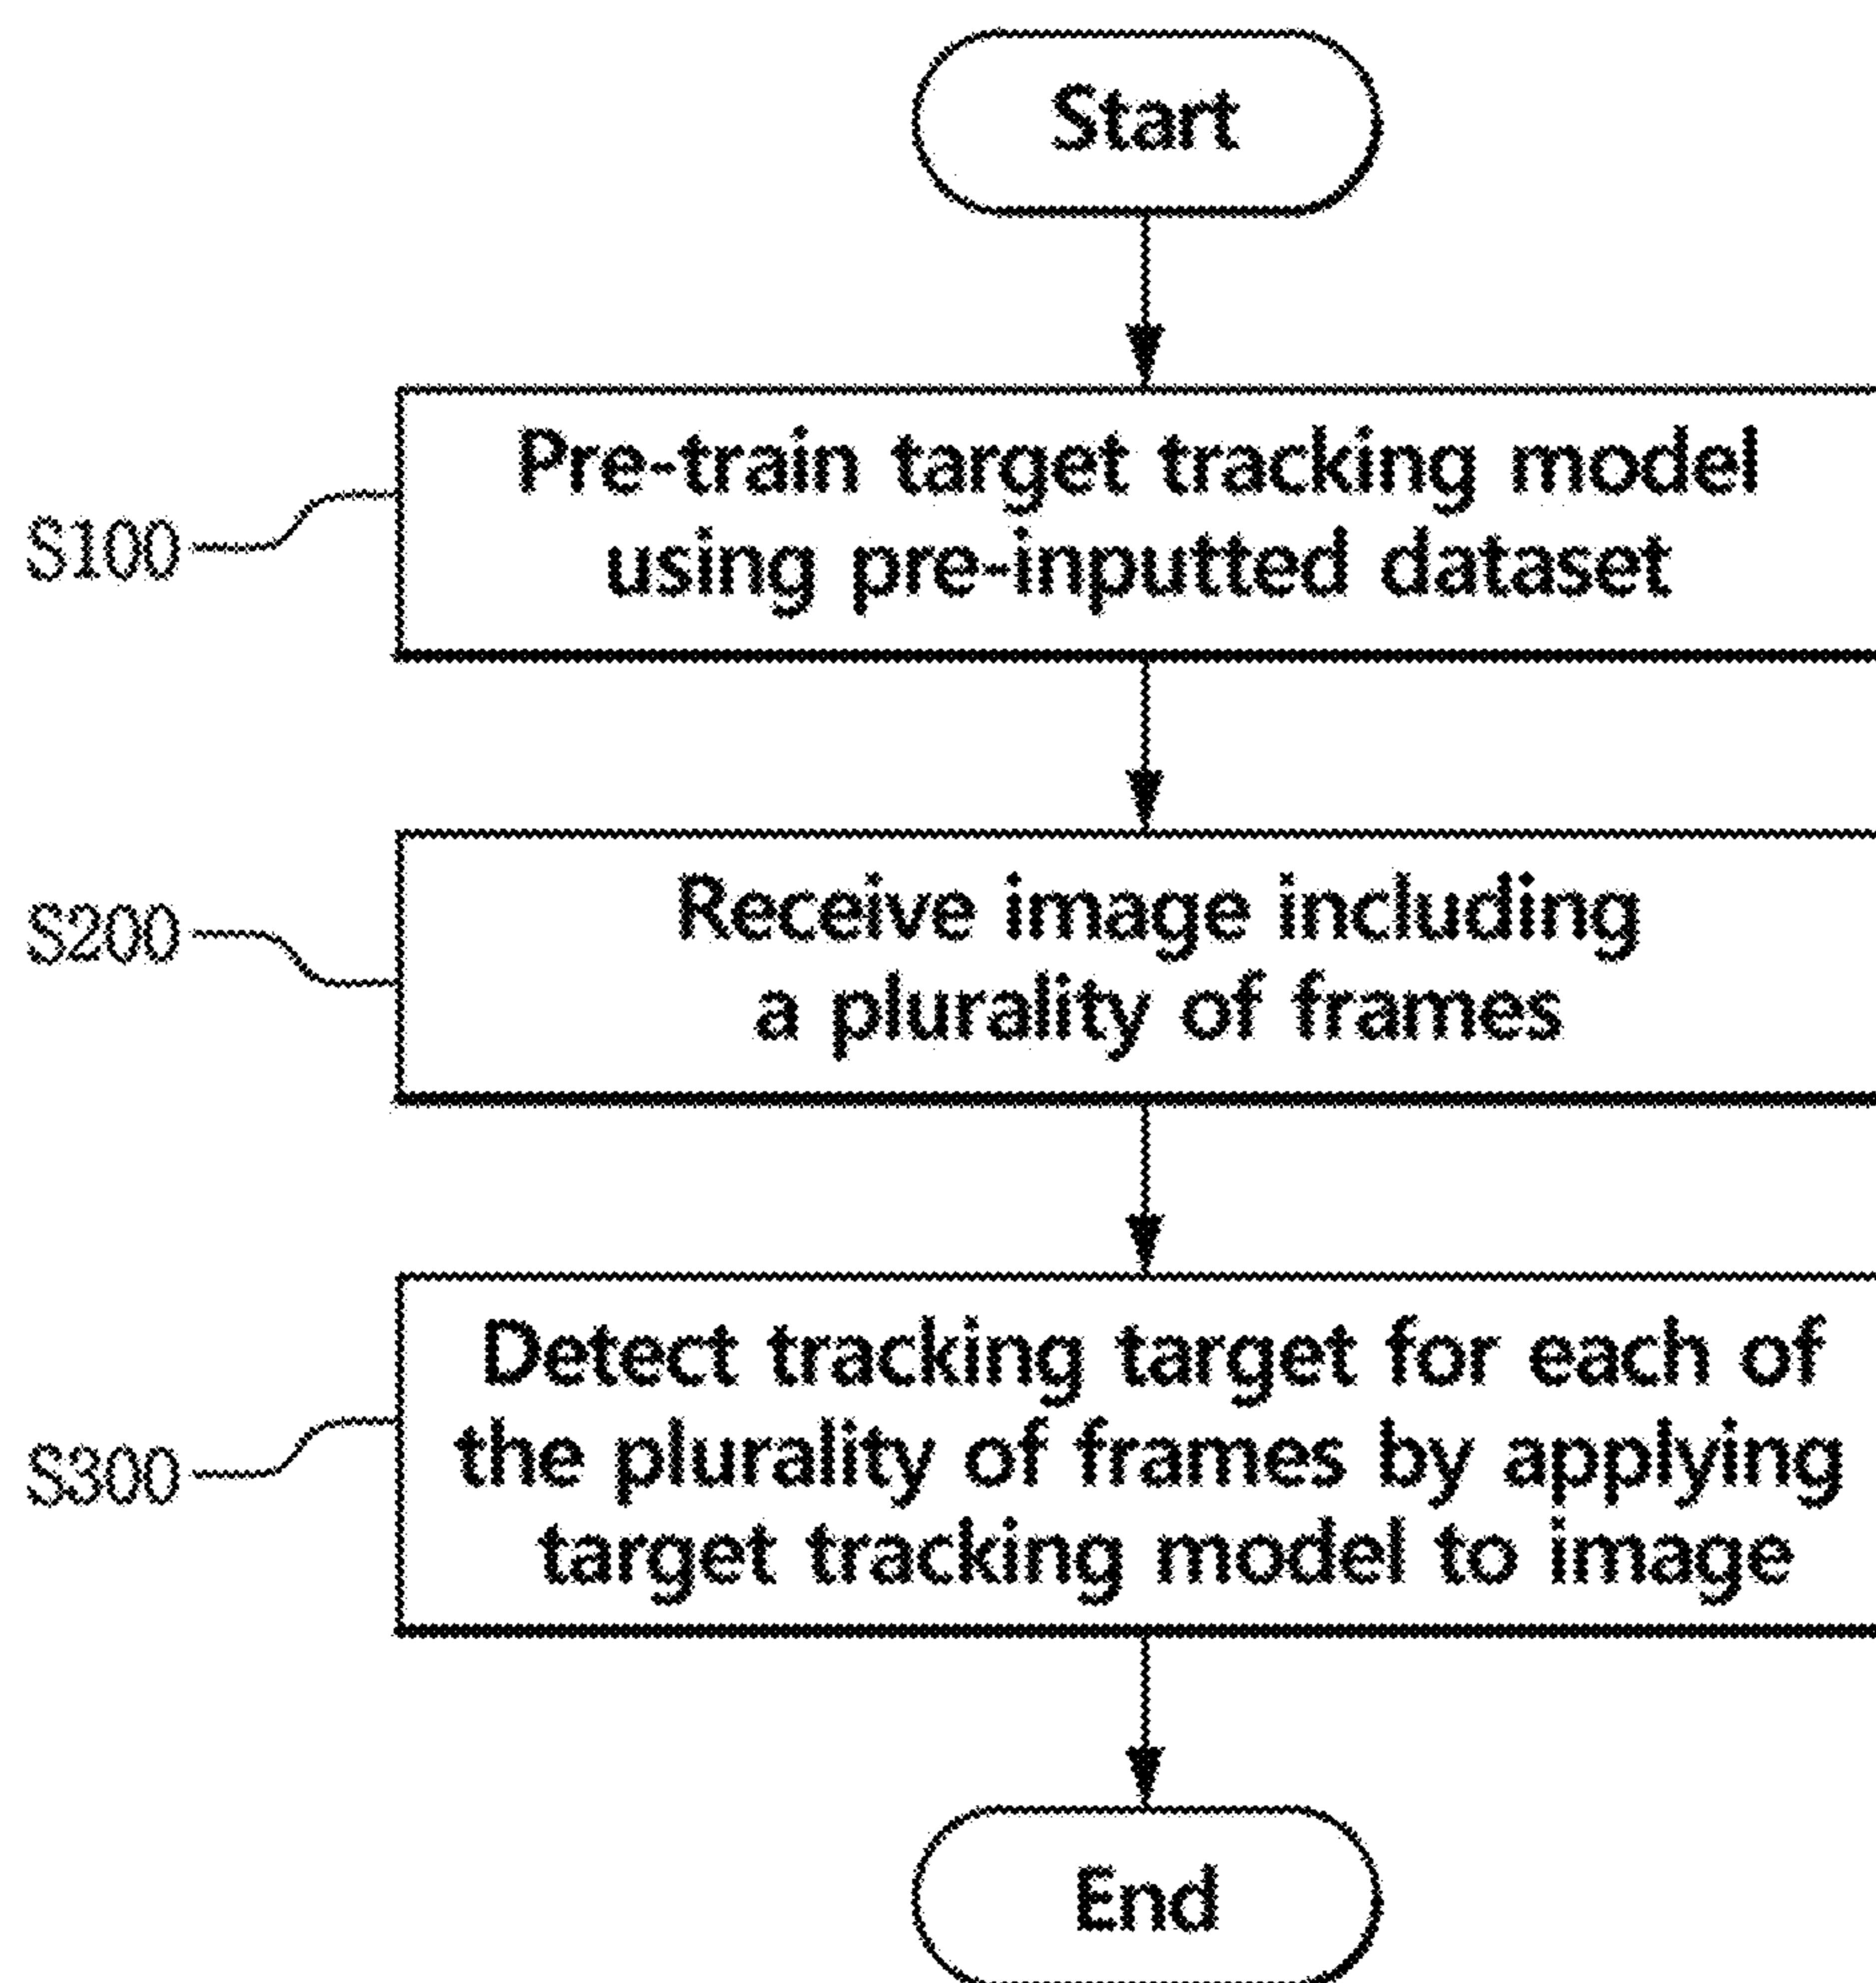 Start
S100
Pre-train target tracking model
using pre-inputted dataset
S200
Receive image including
a plurality of frames
S300
Detect tracking target for each of
the plurality of frames by applying
target tracking model to image
End